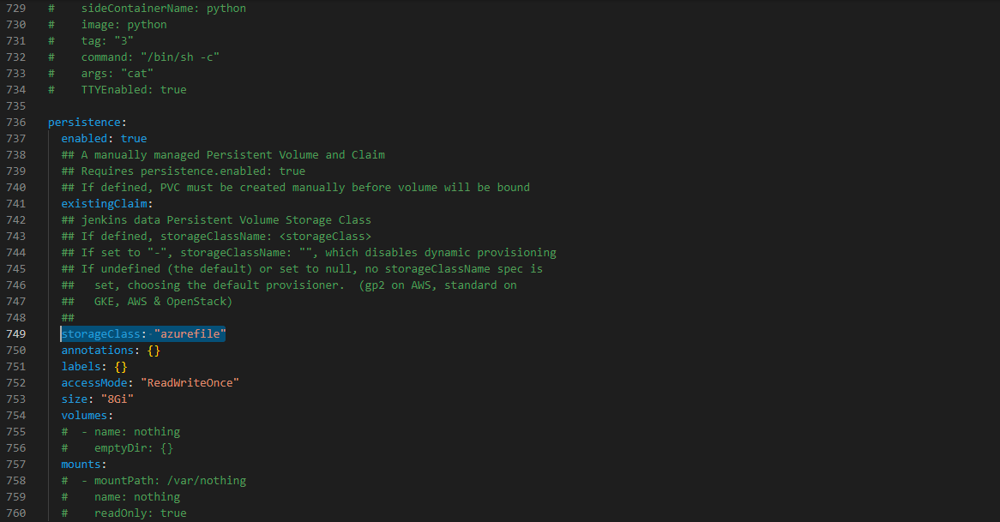 729 #    sideContainerName: python
730 #    image: python
731 #    tag: "3"
732 #    command: "/bin/sh -c"
733 #    args: "cat"
734 #    TTYEnabled: true
735
736 persistence:
737   enabled: true
738   ## A manually managed Persistent Volume and Claim
739   ## Requires persistence.enabled: true
740   ## If defined, PVC must be created manually before volume will be bound
741   existingClaim:
742   ## jenkins data Persistent Volume Storage Class
743   ## If defined, storageClassName: <storageClass>
744   ## If set to "-", storageClassName: "", which disables dynamic provisioning
745   ## If undefined (the default) or set to null, no storageClassName spec is
746   ##   set, choosing the default provisioner.  (gp2 on AWS, standard on
747   ##   GKE, AWS & OpenStack)
748   ##
749   storageClass: "azurefile"
750   annotations: {}
751   labels: {}
752   accessMode: "ReadWriteOnce"
753   size: "8Gi"
754   volumes:
755   #  - name: nothing
756   #    emptyDir: {}
757   mounts:
758   #  - mountPath: /var/nothing
759   #    name: nothing
760   #    readOnly: true